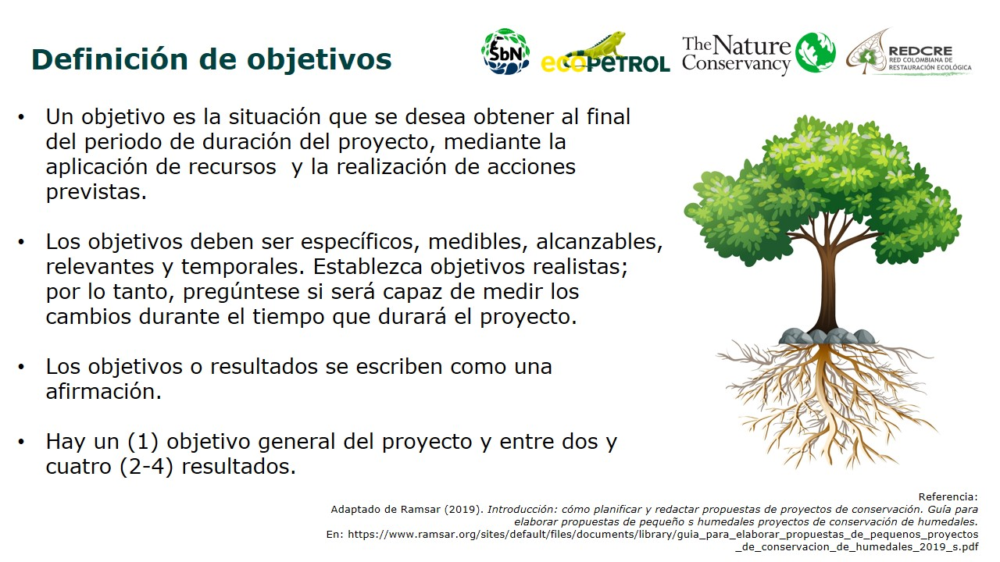 Definición de objetivos
SbN
ecopetrol
The Nature
Conservancy
REDCRE
RED COLOMBIANA DE
RESTAURACIÓN ECOLÓGICA
• Un objetivo es la situación que se desea obtener al final
del periodo de duración del proyecto, mediante la
aplicación de recursos  y la realización de acciones
previstas.
• Los objetivos deben ser específicos, medibles, alcanzables,
relevantes y temporales. Establezca objetivos realistas;
por lo tanto, pregúntese si será capaz de medir los
cambios durante el tiempo que durará el proyecto.
• Los objetivos o resultados se escriben como una
afirmación.
• Hay un (1) objetivo general del proyecto y entre dos y
cuatro (2-4) resultados.
Referencia:
Adaptado de Ramsar (2019). Introducción: cómo planificar y redactar propuestas de proyectos de conservación. Guía para
elaborar propuestas de pequeño s humedales proyectos de conservación de humedales.
En: https://www.ramsar.org/sites/default/files/documents/library/guia_para_elaborar_propuestas_de_pequenos_proyectos
_de_conservacion_de_humedales_2019_s.pdf